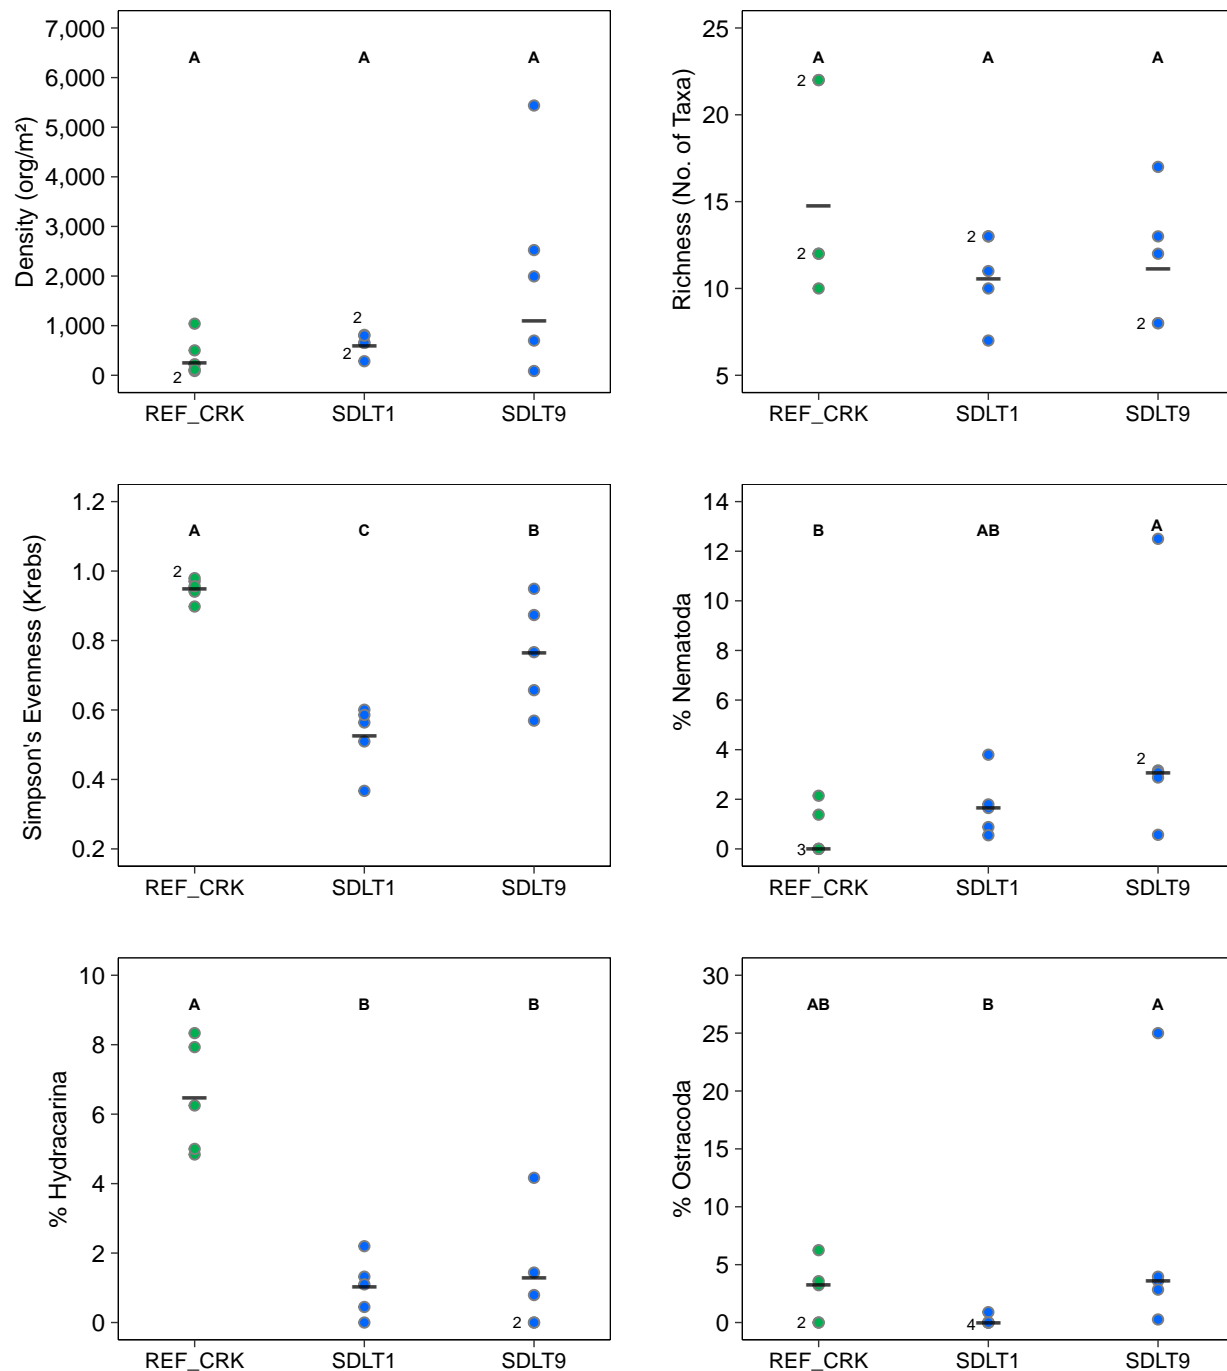 Density (org/m²)
7,000
6,000
5,000
4,000
3,000
2,000
1,000
0
A A A
2
2
2
REF_CRK SDLT1 SDLT9
Richness (No. of Taxa)
25
20
15
10
5
A A A
2
2
2
2
REF_CRK SDLT1 SDLT9
Simpson's Evenness (Krebs)
1.2
1.0
0.8
0.6
0.4
0.2
A C B
2
REF_CRK SDLT1 SDLT9
% Nematoda
14
12
10
8
6
4
2
0
B AB A
2
3
REF_CRK SDLT1 SDLT9
% Hydracarina
10
8
6
4
2
0
A B B
2
REF_CRK SDLT1 SDLT9
% Ostracoda
30
25
20
15
10
5
0
AB B A
2 4
REF_CRK SDLT1 SDLT9